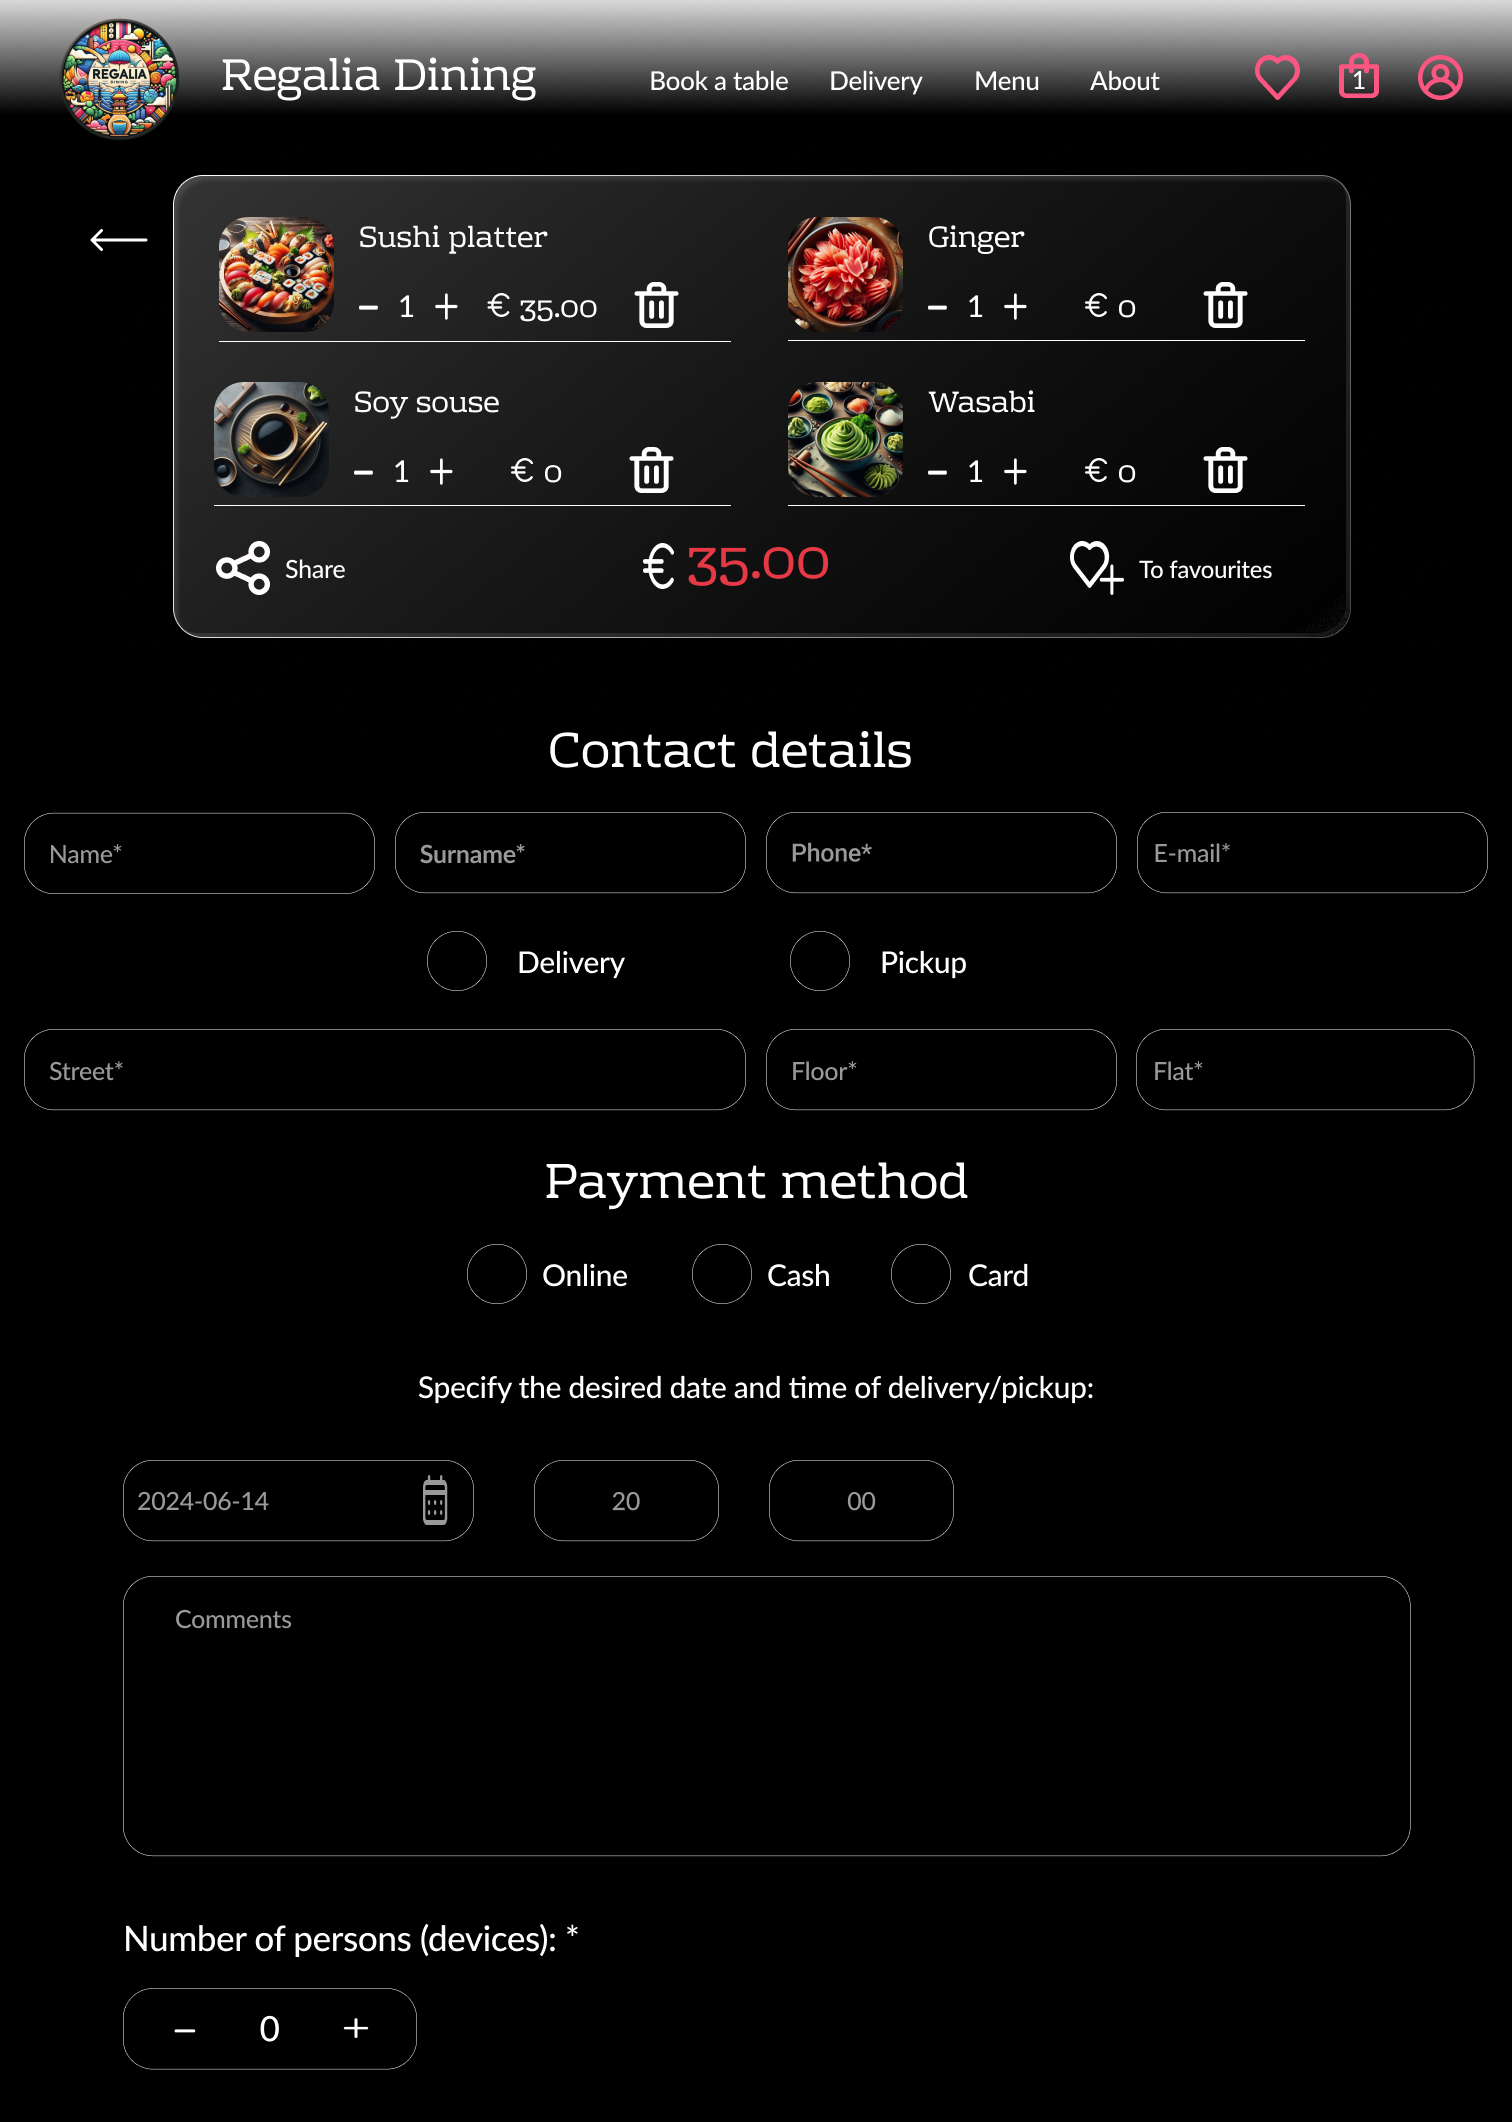 REGALIA
DINING
Regalia Dining
Book a table
Delivery
Menu
About
1
Sushi platter
- 1 + € 35.00
Ginger
- 1 + € 0
Soy souse
- 1 + € 0
Wasabi
- 1 + € 0
Share
€ 35.00
To favourites
Contact details
Name*
Surname*
Phone*
E-mail*
Delivery
Pickup
Street*
Floor*
Flat*
Payment method
Online
Cash
Card
Specify the desired date and time of delivery/pickup:
2024-06-14
20
00
Comments
Number of persons (devices): *
- 0 +